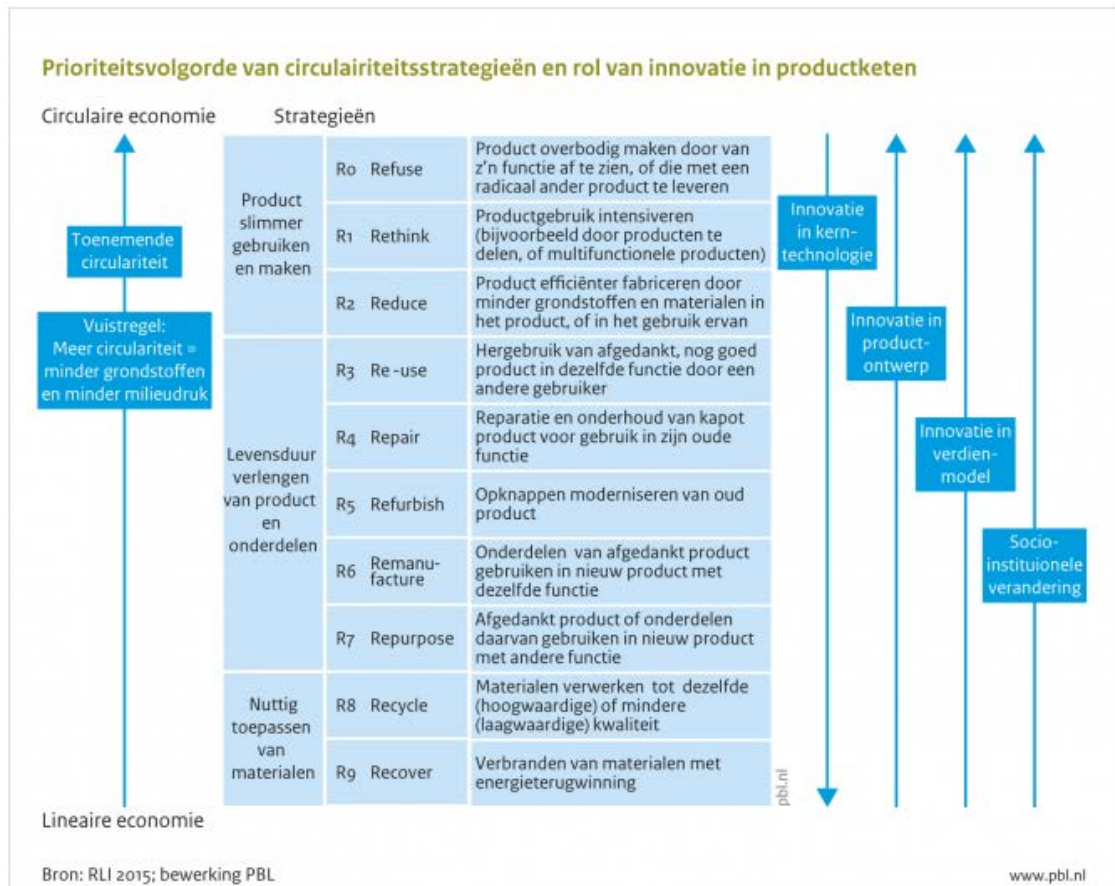 Prioriteitsvolgorde van circulairiteitsstrategieën en rol van innovatie in productketen
Circulaire economie
Strategieën
Toenemende
circulariteit
Vuistregel:
Meer circulariteit =
minder grondstoffen
en minder milieudruk
Lineaire economie
Product
slimmer
gebruiken
en maken
R0 Refuse
Product overbodig maken door van
z'n functie af te zien, of die met een
radicaal ander product te leveren
R1 Rethink
Productgebruik intensiveren
(bijvoorbeeld door producten te
delen, of multifunctionele producten)
R2 Reduce
Product efficiënter fabriceren door
minder grondstoffen en materialen in
het product, of in het gebruik ervan
Levensduur
verlengen
van product
en
onderdelen
R3 Re-use
Hergebruik van afgedankt, nog goed
product in dezelfde functie door een
andere gebruiker
R4 Repair
Reparatie en onderhoud van kapot
product voor gebruik in zijn oude
functie
R5 Refurbish
Opknappen moderniseren van oud
product
R6 Remanu-
facture
Onderdelen van afgedankt product
gebruiken in nieuw product met
dezelfde functie
R7 Repurpose
Afgedankt product of onderdelen
daarvan gebruiken in nieuw product
met andere functie
Nuttig
toepassen
van
materialen
R8 Recycle
Materialen verwerken tot dezelfde
(hoogwaardige) of mindere
(laagwaardige) kwaliteit
R9 Recover
Verbranden van materialen met
energieterugwinning
pbl.nl
Innovatie
in kern-
technologie
Innovatie in
product-
ontwerp
Innovatie in
verdien-
model
Socio-
instituionele
verandering
Bron: RLI 2015; bewerking PBL
www.pbl.nl